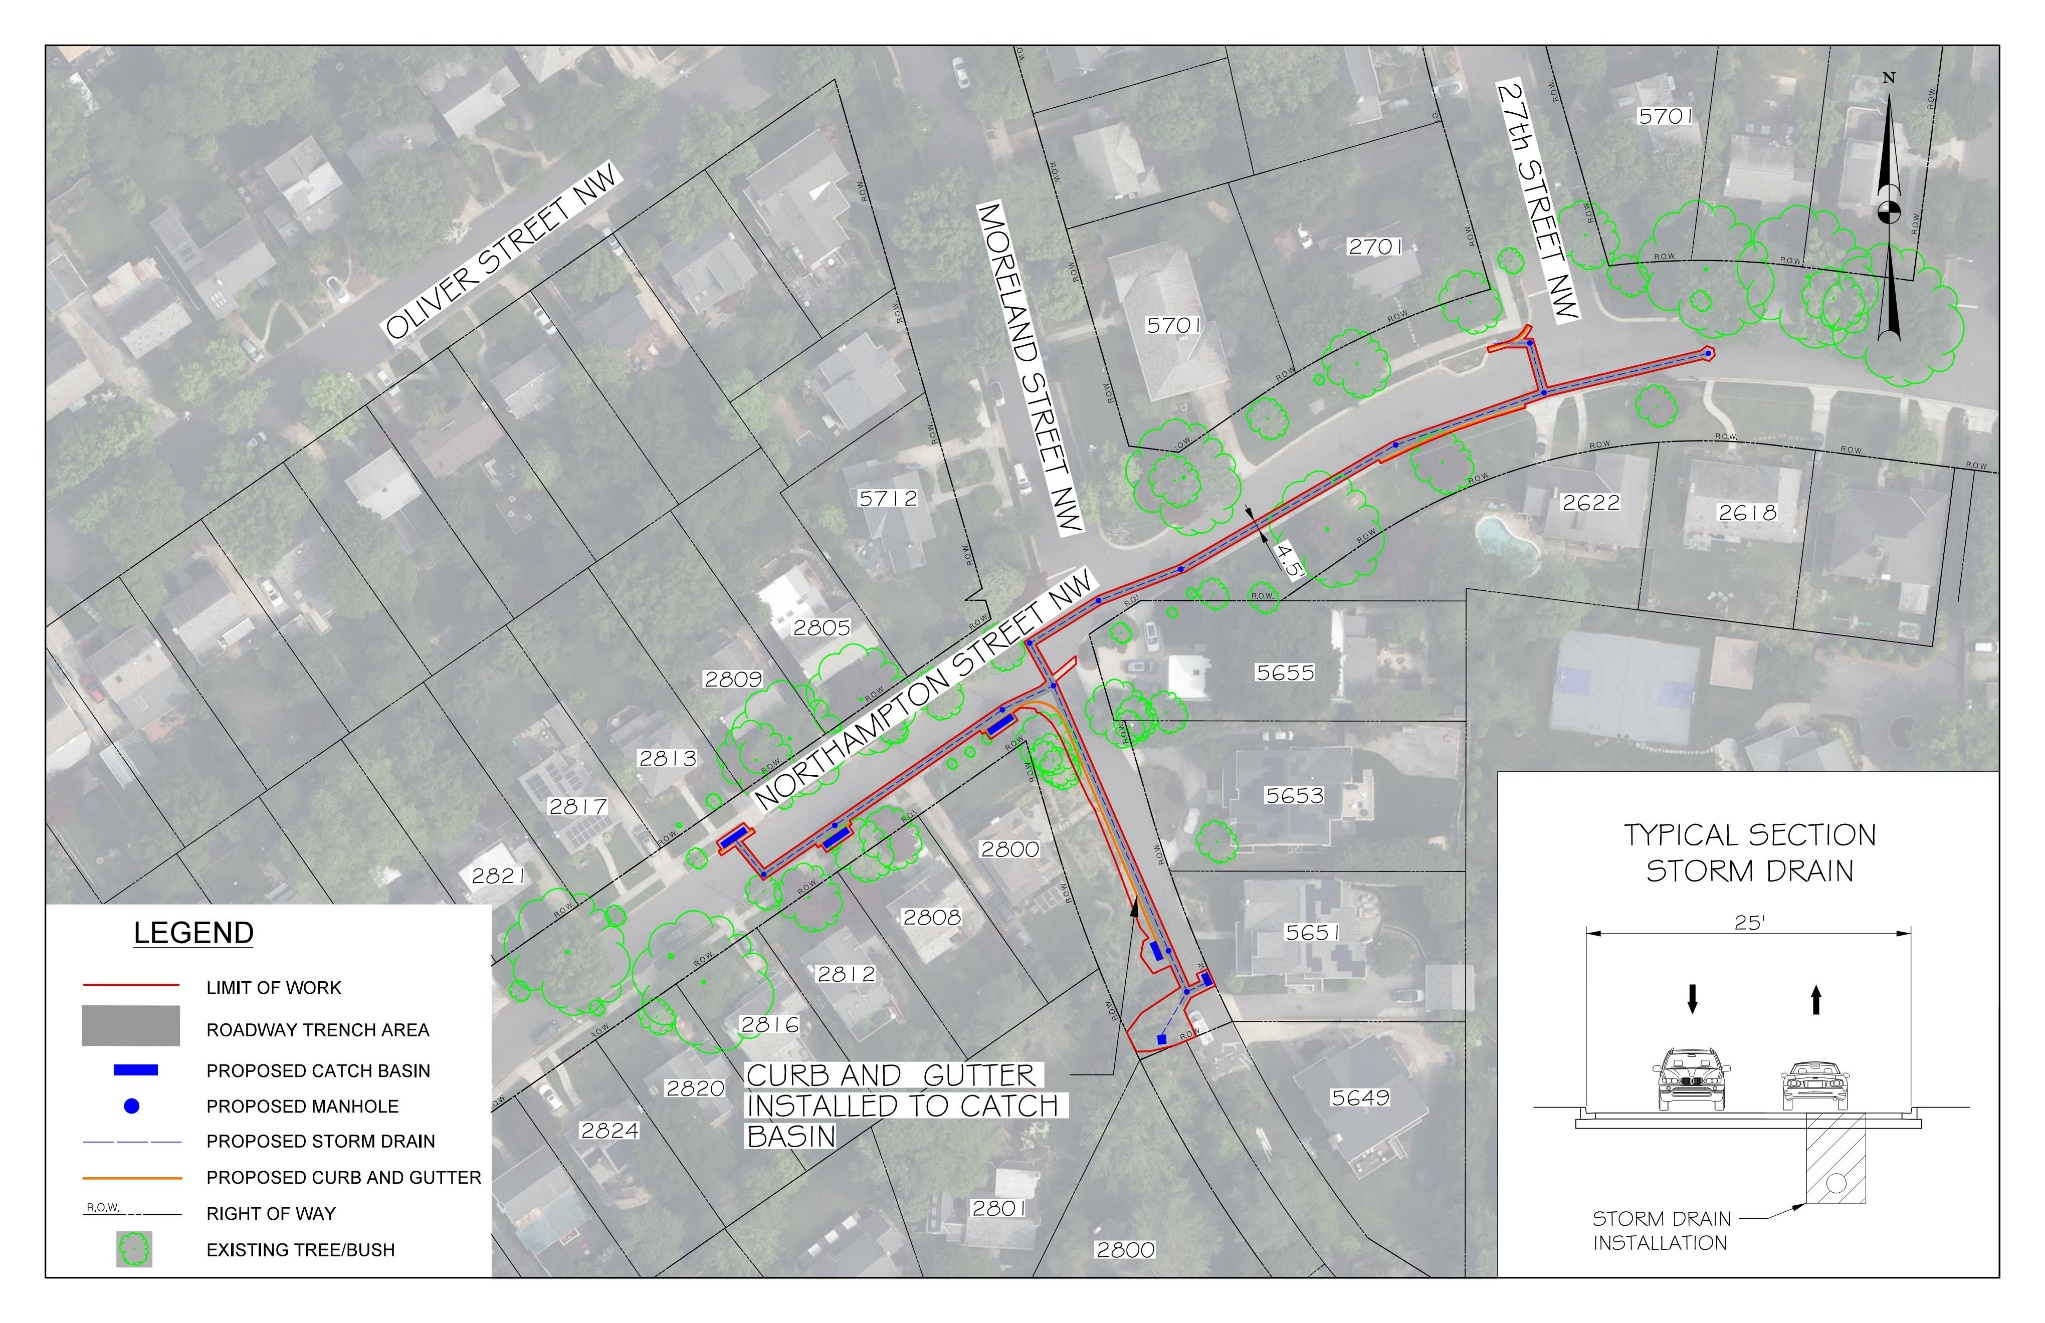 N
27th STREET NW
5701
OLIVER STREET NW
MORELAND STREET NW
2701
5701
5712
2622
2618
4.5'
NORTHAMPTON STREET NW
2805
2809
5655
2813
5653
2817
2800
2821
2808
5651
2812
2816
2820
5649
2824
2801
2800
R.O.W.
R.O.W.
R.O.W.
R.O.W.
R.O.W.
R.O.W.
R.O.W.
R.O.W.
R.O.W.
R.O.W.
R.O.W.
R.O.W.
CURB AND GUTTER
INSTALLED TO CATCH
BASIN
LEGEND
LIMIT OF WORK
ROADWAY TRENCH AREA
PROPOSED CATCH BASIN
PROPOSED MANHOLE
PROPOSED STORM DRAIN
PROPOSED CURB AND GUTTER
R.O.W.
RIGHT OF WAY
EXISTING TREE/BUSH
TYPICAL SECTION
STORM DRAIN
25'
STORM DRAIN
INSTALLATION